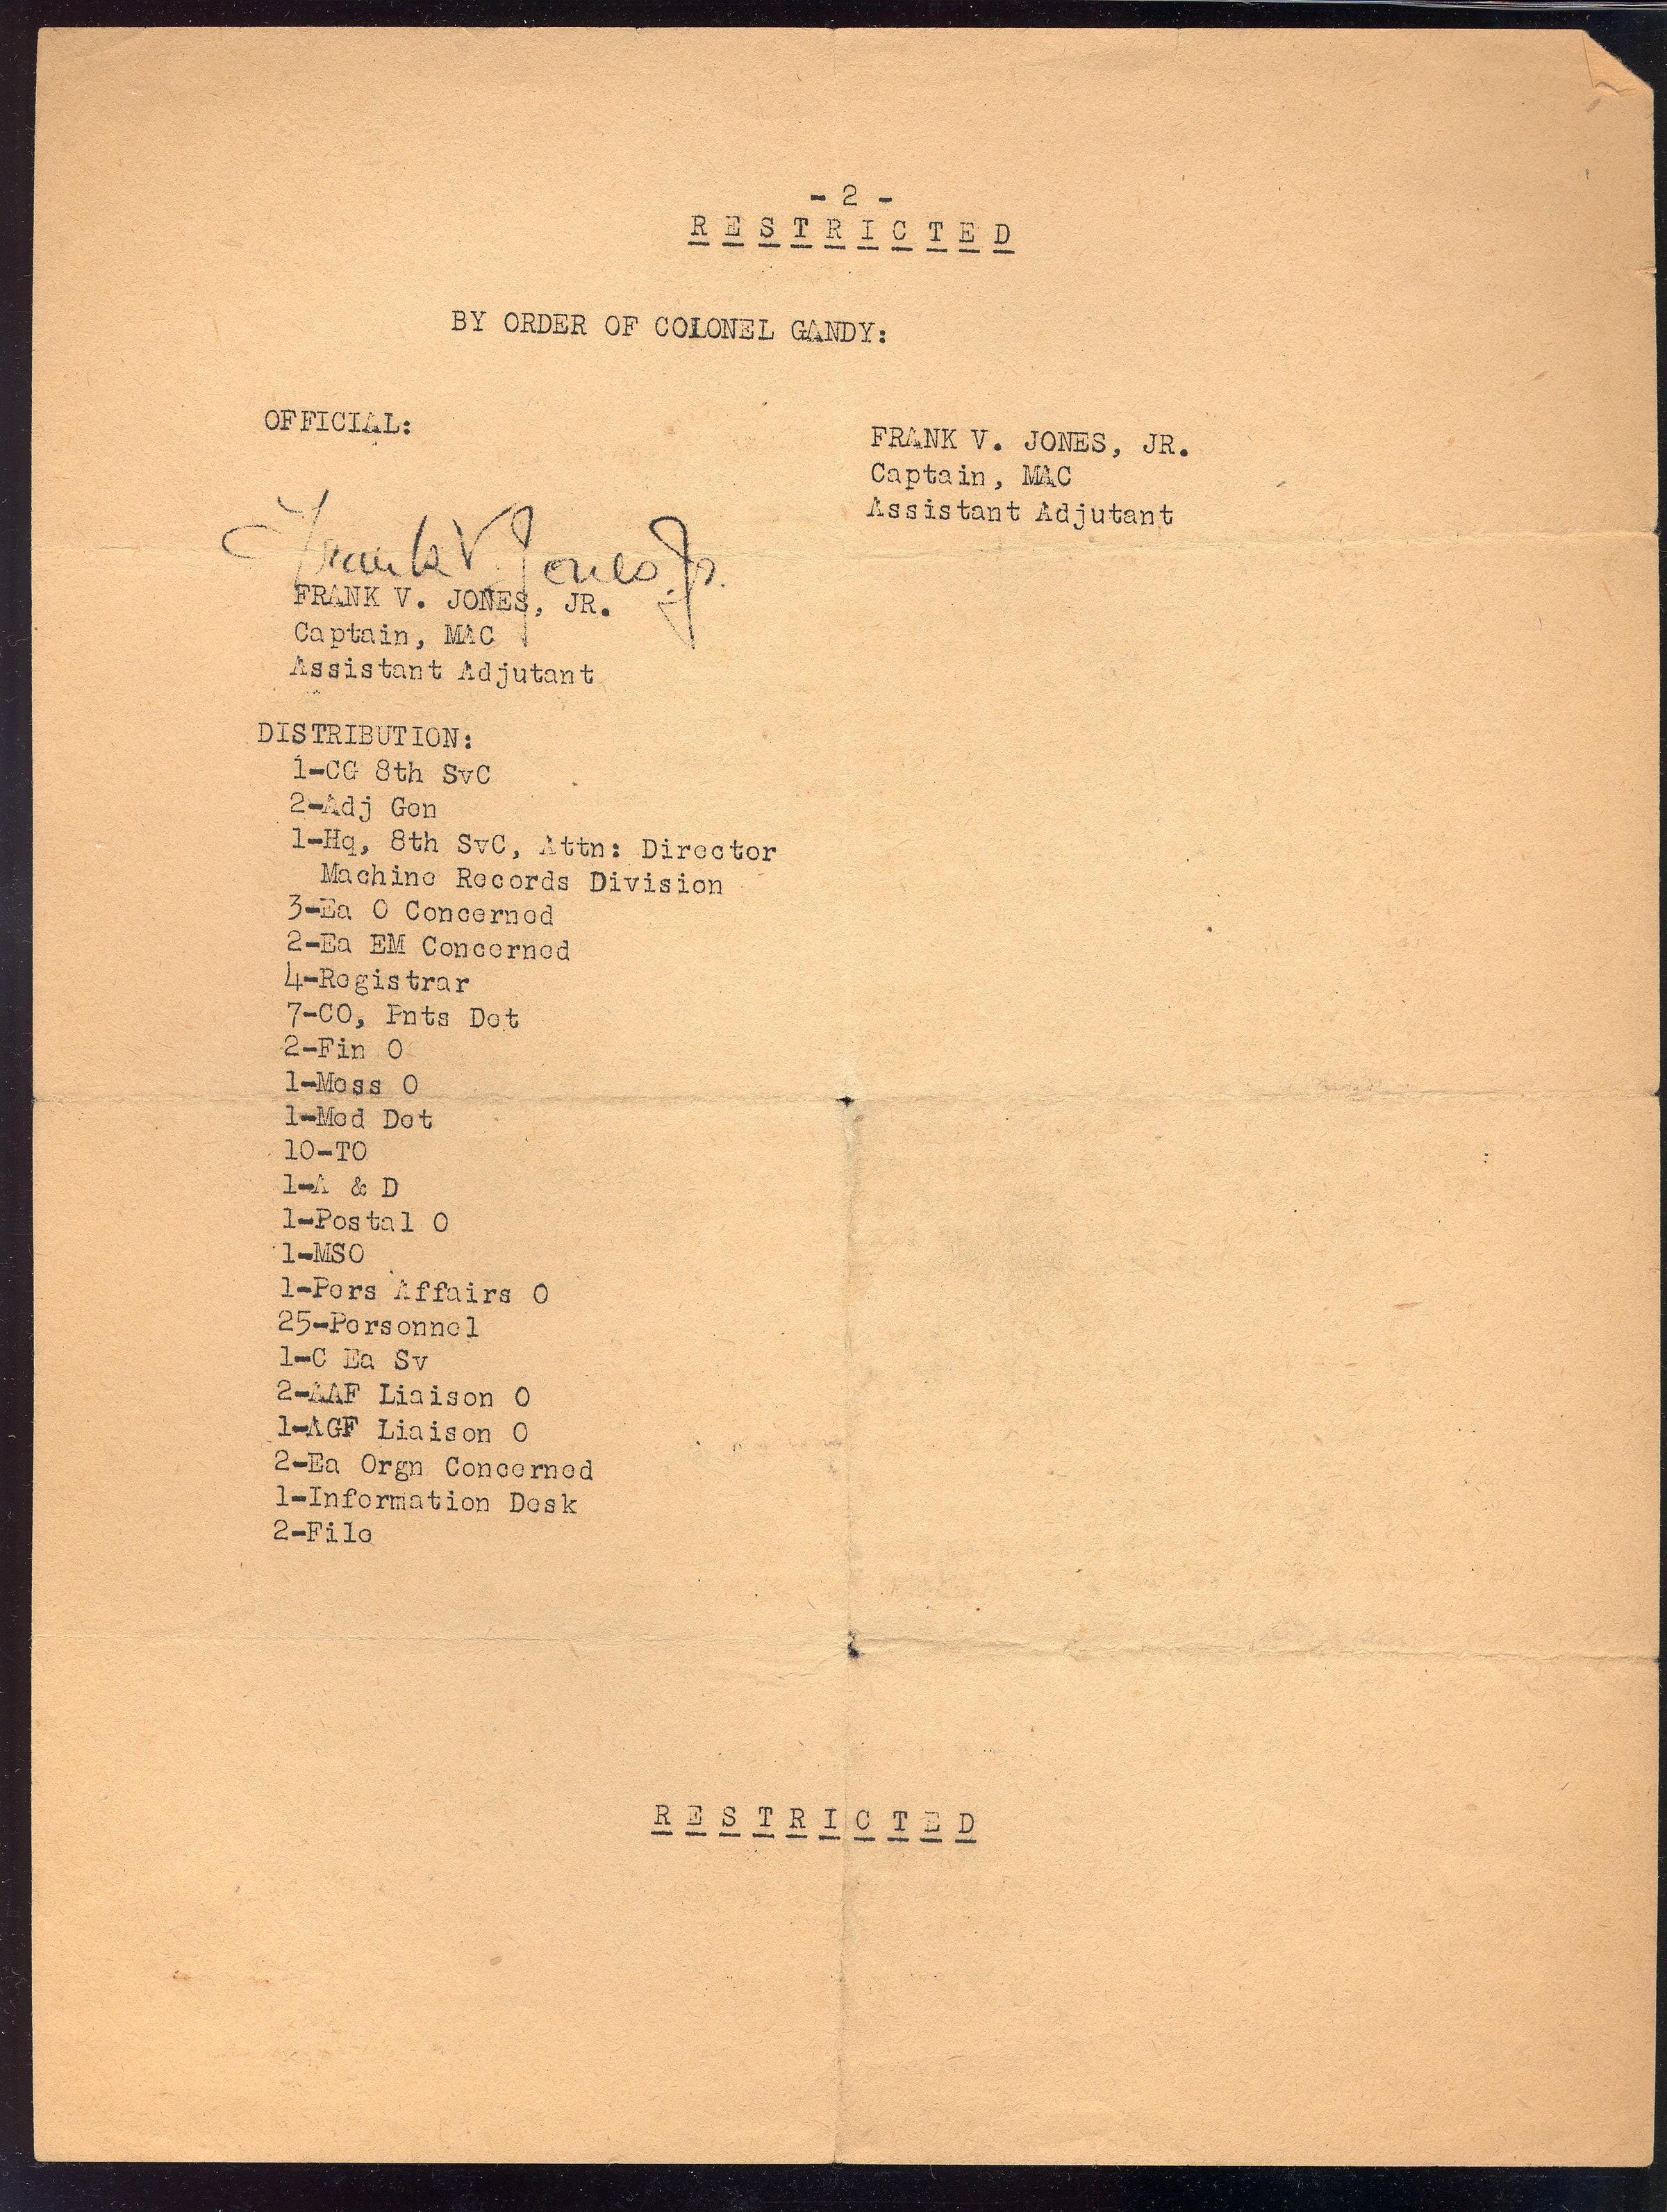 - 2 -
R E S T R I C T E D
BY ORDER OF COLONEL GANDY:
OFFICIAL:
FRANK V. JONES, JR.
Captain, MAC
Assistant Adjutant
Frank V. Jones, Jr.
FRANK V. JONES, JR.
Captain, MAC
Assistant Adjutant
DISTRIBUTION:
1-CG 8th SvC
2-Adj Gen
1-Hq, 8th SvC, Attn: Director
Machine Records Division
3-Ea O Concerned
2-Ea EM Concerned
4-Registrar
7-CO, Pnts Det
2-Fin O
1-Mess O
1-Med Det
10-TO
1-A & D
1-Postal O
1-MSO
1-Pers Affairs O
25-Personnel
1-C Ea Sv
2-AAF Liaison O
1-AGF Liaison O
2-Ea Orgn Concerned
1-Information Desk
2-File
R E S T R I C T E D